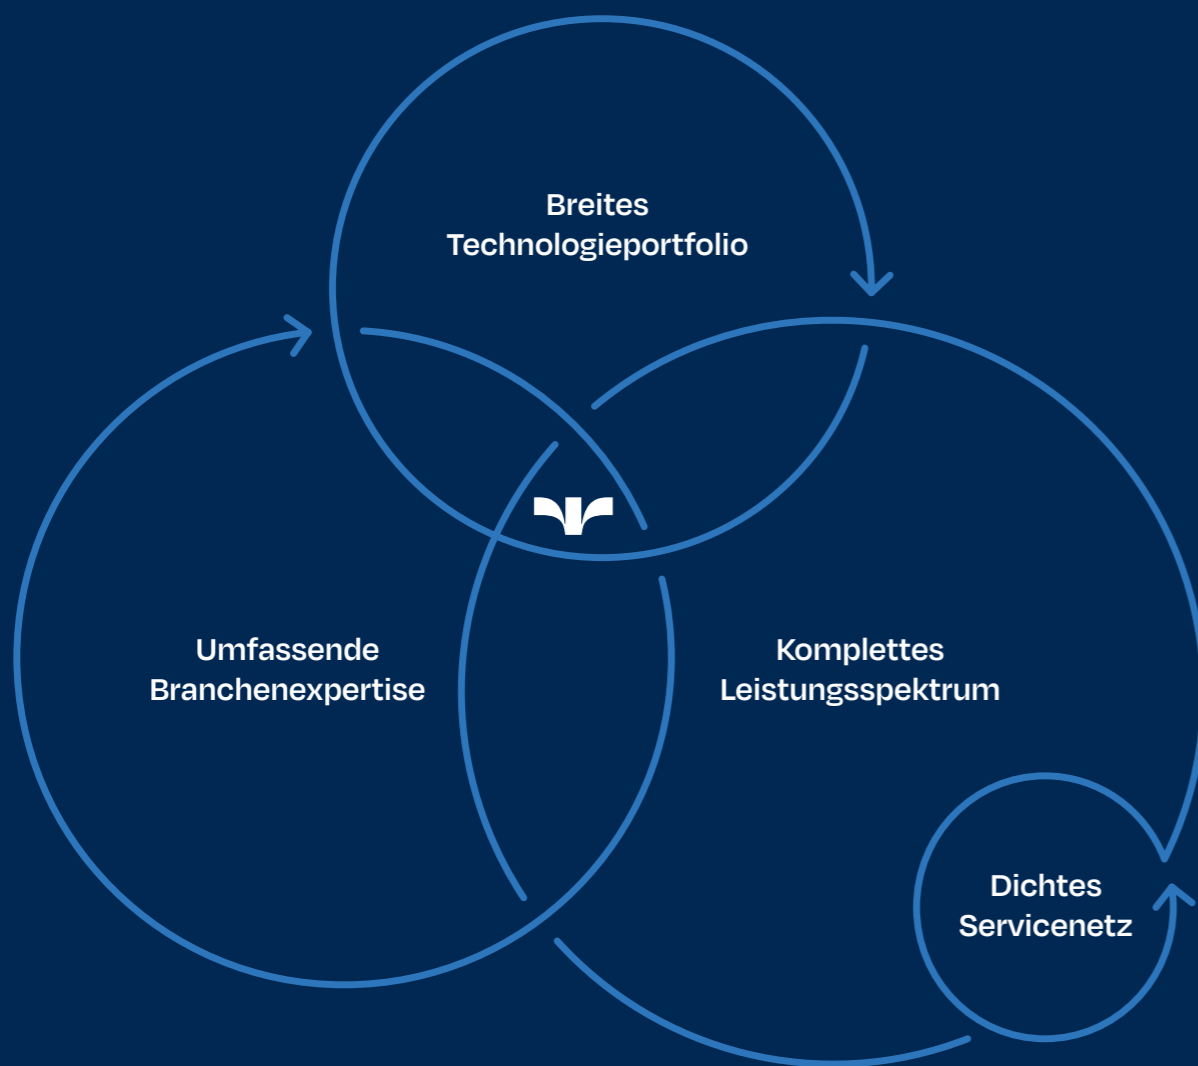 Breites
Technologieportfolio
Umfassende
Branchenexpertise
Komplettes
Leistungsspektrum
Dichtes
Servicenetz